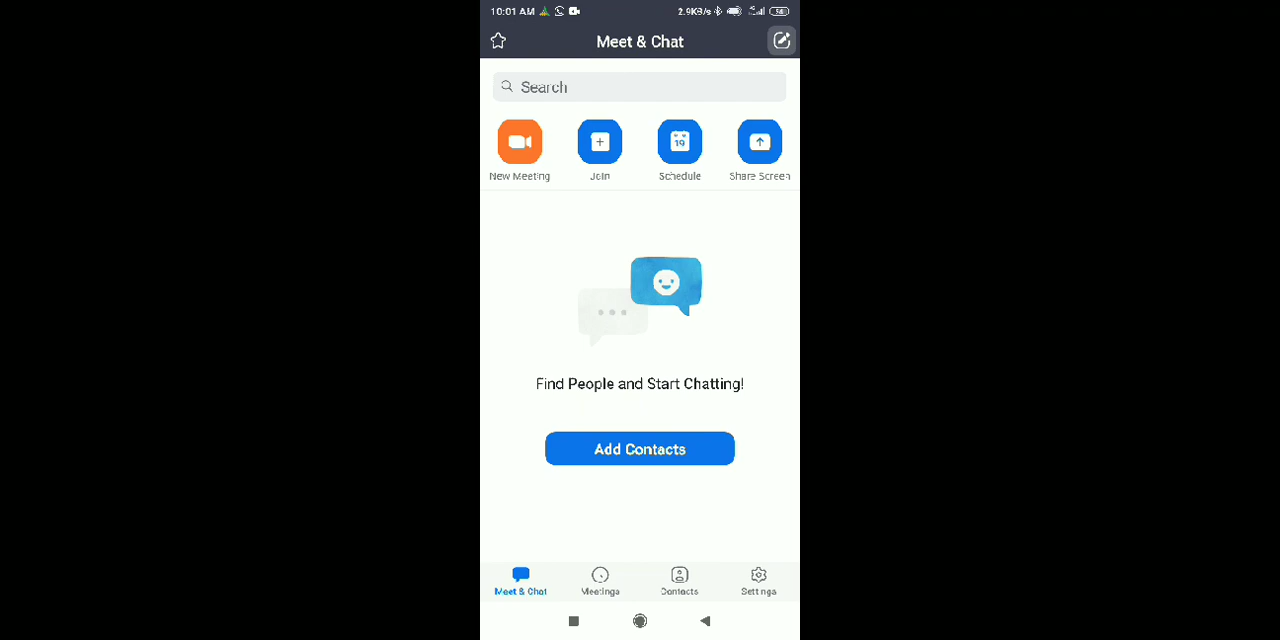 10:01 AM 2.9KB/s
Meet & Chat
Search
19
New Meeting Join Schedule Share Screen
Find People and Start Chatting!
Add Contacts
Meet & Chat Meetings Contacts Settings